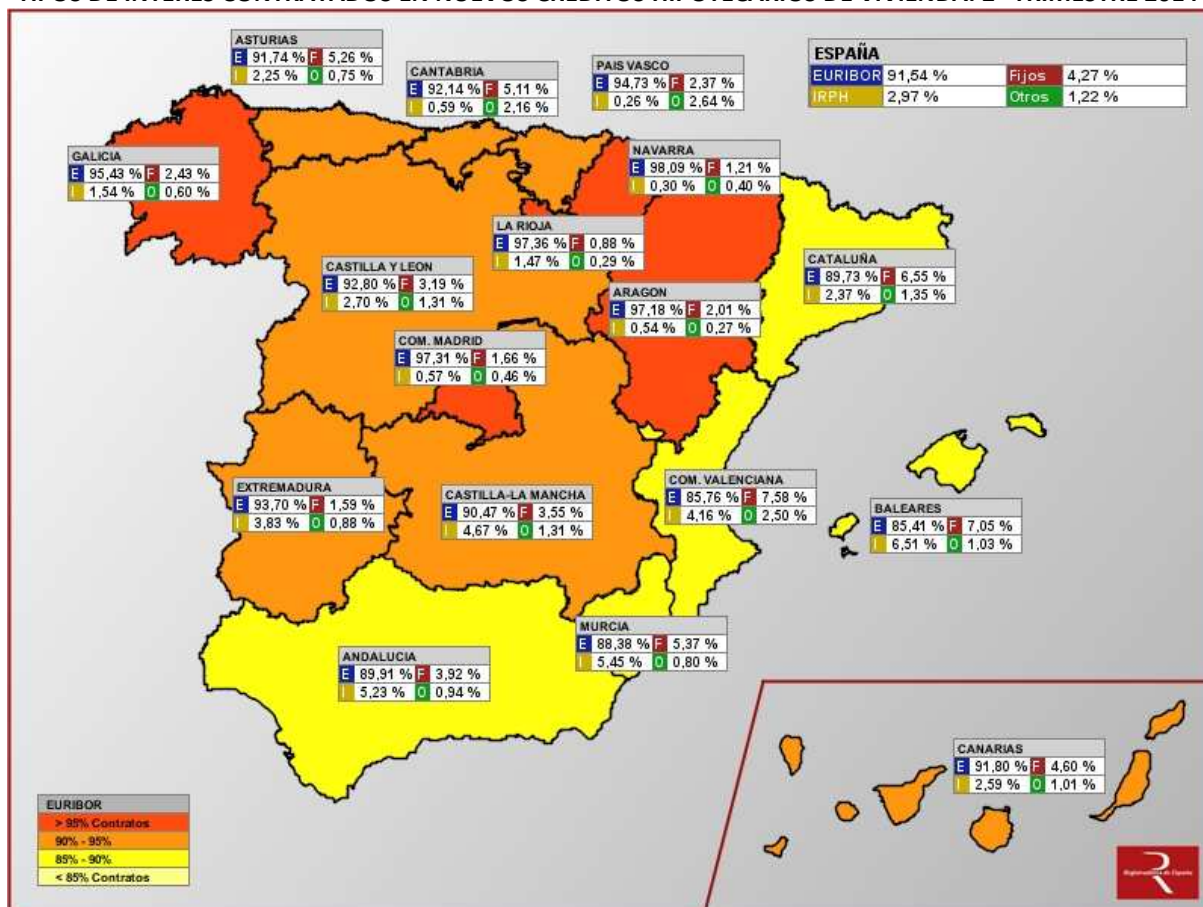 ASTURIAS
E 91,74 % F 5,26 %
I 2,25 % O 0,75 %
CANTABRIA
E 92,14 % F 5,11 %
I 0,59 % O 2,16 %
PAIS VASCO
E 94,73 % F 2,37 %
I 0,26 % O 2,64 %
ESPAÑA
EURIBOR 91,54 % Fijos 4,27 %
IRPH 2,97 % Otros 1,22 %
GALICIA
E 95,43 % F 2,43 %
I 1,54 % O 0,60 %
NAVARRA
E 98,09 % F 1,21 %
I 0,30 % O 0,40 %
LA RIOJA
E 97,36 % F 0,88 %
I 1,47 % O 0,29 %
CASTILLA Y LEON
E 92,80 % F 3,19 %
I 2,70 % O 1,31 %
CATALUÑA
E 89,73 % F 6,55 %
I 2,37 % O 1,35 %
ARAGON
E 97,18 % F 2,01 %
I 0,54 % O 0,27 %
COM. MADRID
E 97,31 % F 1,66 %
I 0,57 % O 0,46 %
EXTREMADURA
E 93,70 % F 1,59 %
I 3,83 % O 0,88 %
CASTILLA-LA MANCHA
E 90,47 % F 3,55 %
I 4,67 % O 1,31 %
COM. VALENCIANA
E 85,76 % F 7,58 %
I 4,16 % O 2,50 %
BALEARES
E 85,41 % F 7,05 %
I 6,51 % O 1,03 %
MURCIA
E 88,38 % F 5,37 %
I 5,45 % O 0,80 %
ANDALUCIA
E 89,91 % F 3,92 %
I 5,23 % O 0,94 %
CANARIAS
E 91,80 % F 4,60 %
I 2,59 % O 1,01 %
EURIBOR
> 95% Contratos
90% - 95%
85% - 90%
< 85% Contratos
Registradores de España